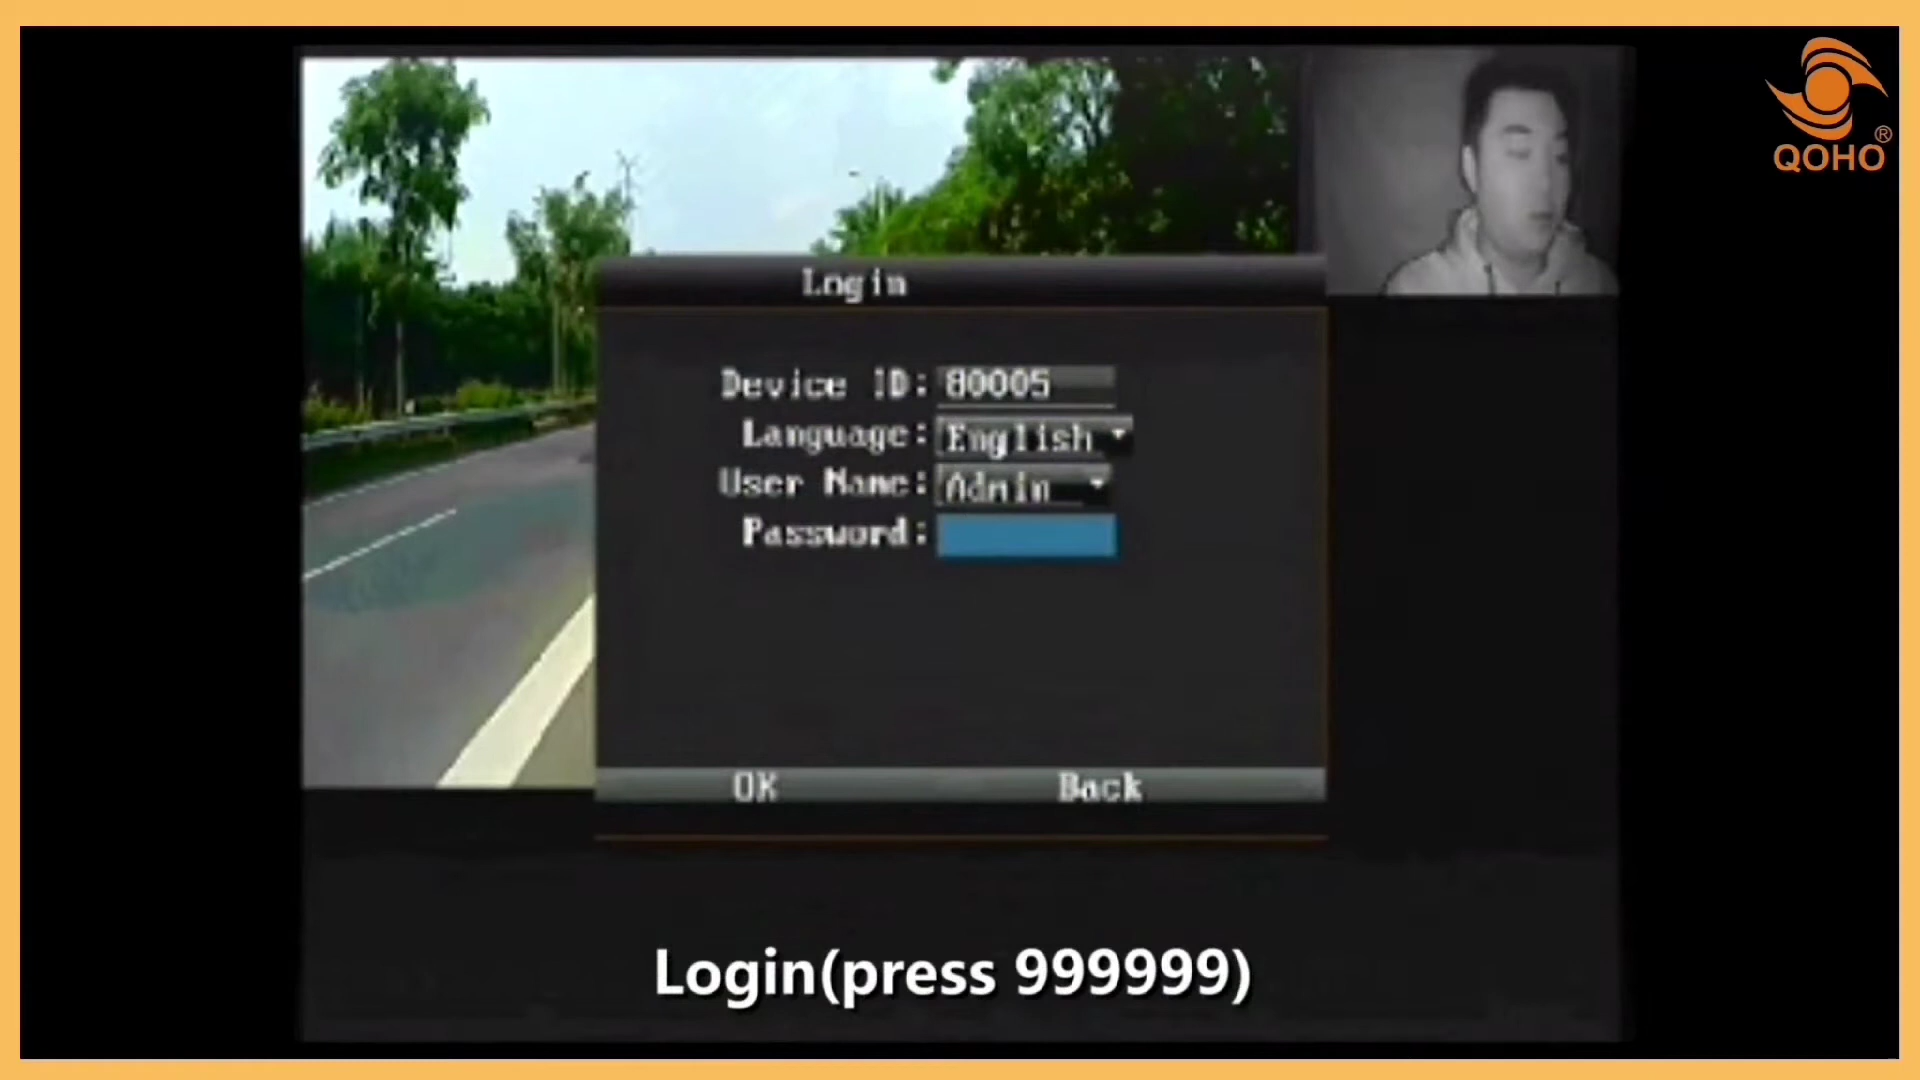 QOHO®
Login
Device ID: 80005
Language: English
User Name: Admin
Password:
OK Back
Login(press 999999)